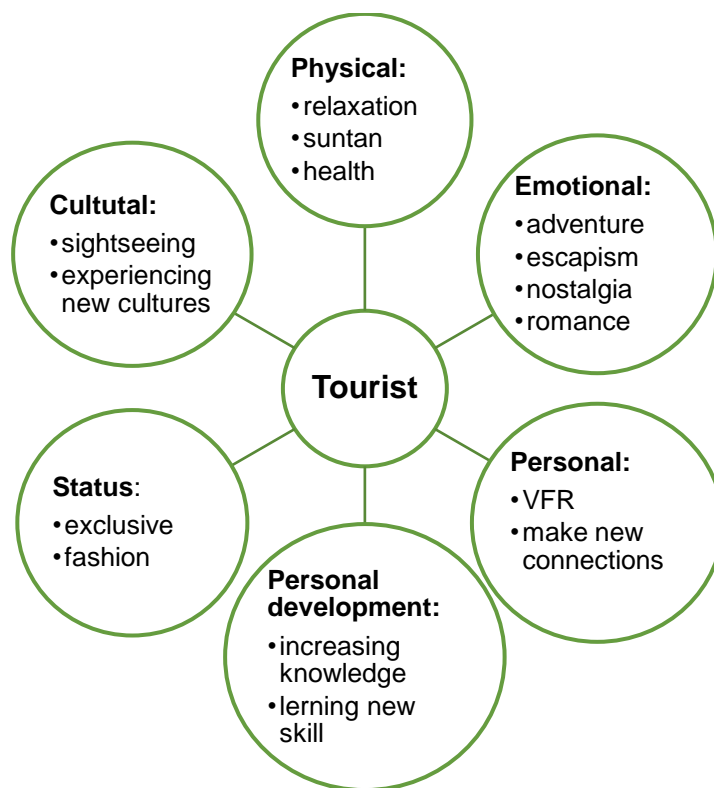 Physical:
•relaxation
•suntan
•health
Emotional:
•adventure
•escapism
•nostalgia
•romance
Personal:
•VFR
•make new
connections
Personal
development:
•increasing
knowledge
•lerning new
skill
Status:
•exclusive
•fashion
Cultutal:
•sightseeing
•experiencing
new cultures
Tourist